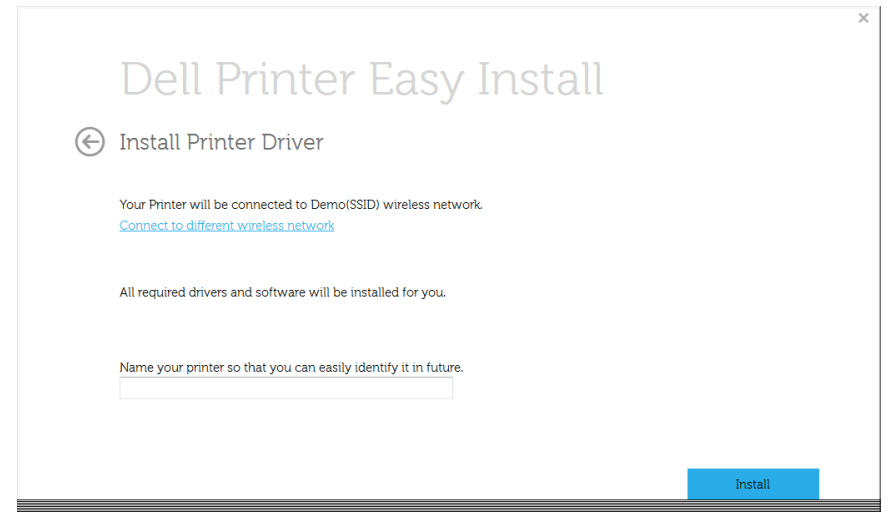 Dell Printer Easy Install
Install Printer Driver
Your Printer will be connected to Demo(SSID) wireless network.
Connect to different wireless network
All required drivers and software will be installed for you.
Name your printer so that you can easily identify it in future.
Install